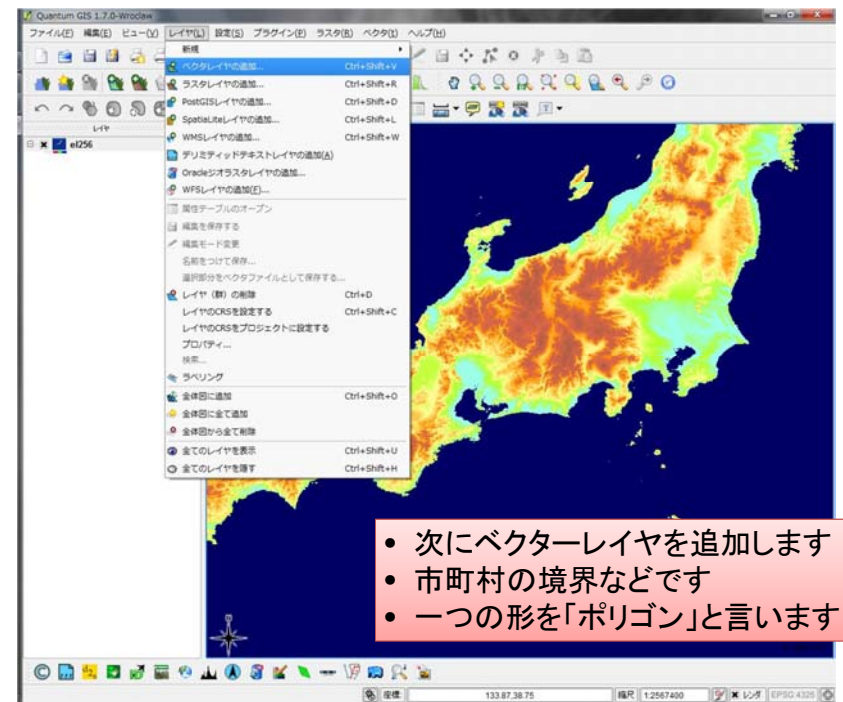 Quantum GIS 1.7.0-Wroclaw
ファイル(F) 編集(E) ビュー(V) レイヤ(L) 設定(S) プラグイン(P) ラスタ(R) ベクタ(t) ヘルプ(H)
新規
ベクタレイヤの追加... Ctrl+Shift+V
ラスタレイヤの追加... Ctrl+Shift+R
PostGISレイヤの追加... Ctrl+Shift+D
SpatiaLiteレイヤの追加... Ctrl+Shift+L
WMSレイヤの追加... Ctrl+Shift+W
デリミティッドテキストレイヤの追加(A)
Oracleジオラスタレイヤの追加...
WFSレイヤの追加(F)...
属性テーブルのオープン
編集を保存する
編集モード変更
名前をつけて保存...
選択部分をベクタファイルとして保存する...
レイヤ（群）の削除 Ctrl+D
レイヤのCRSを設定する Ctrl+Shift+C
レイヤのCRSをプロジェクトに設定する
プロパティ...
検索...
ラベリング
全体図に追加 Ctrl+Shift+O
全体図に全て追加
全体図から全て削除
全てのレイヤを表示 Ctrl+Shift+U
全てのレイヤを隠す Ctrl+Shift+H
レイヤ
el256
• 次にベクターレイヤを追加します
• 市町村の境界などです
• 一つの形を「ポリゴン」と言います
座標: 133.87,38.75 縮尺 1:2567400 レンダ EPSG:4326